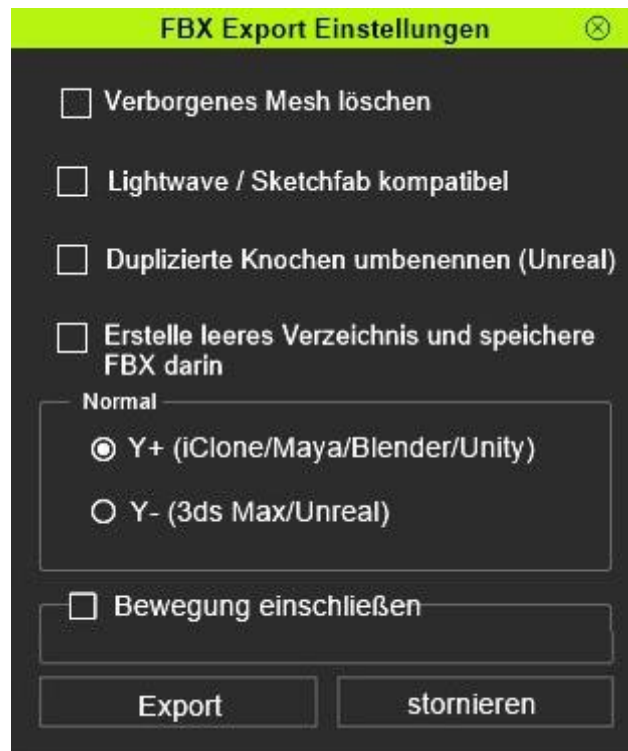 FBX Export Einstellungen
Verborgenes Mesh löschen
Lightwave / Sketchfab kompatibel
Duplizierte Knochen umbenennen (Unreal)
Erstelle leeres Verzeichnis und speichere
FBX darin
Normal
Y+ (iClone/Maya/Blender/Unity)
Y- (3ds Max/Unreal)
Bewegung einschließen
Export
stornieren